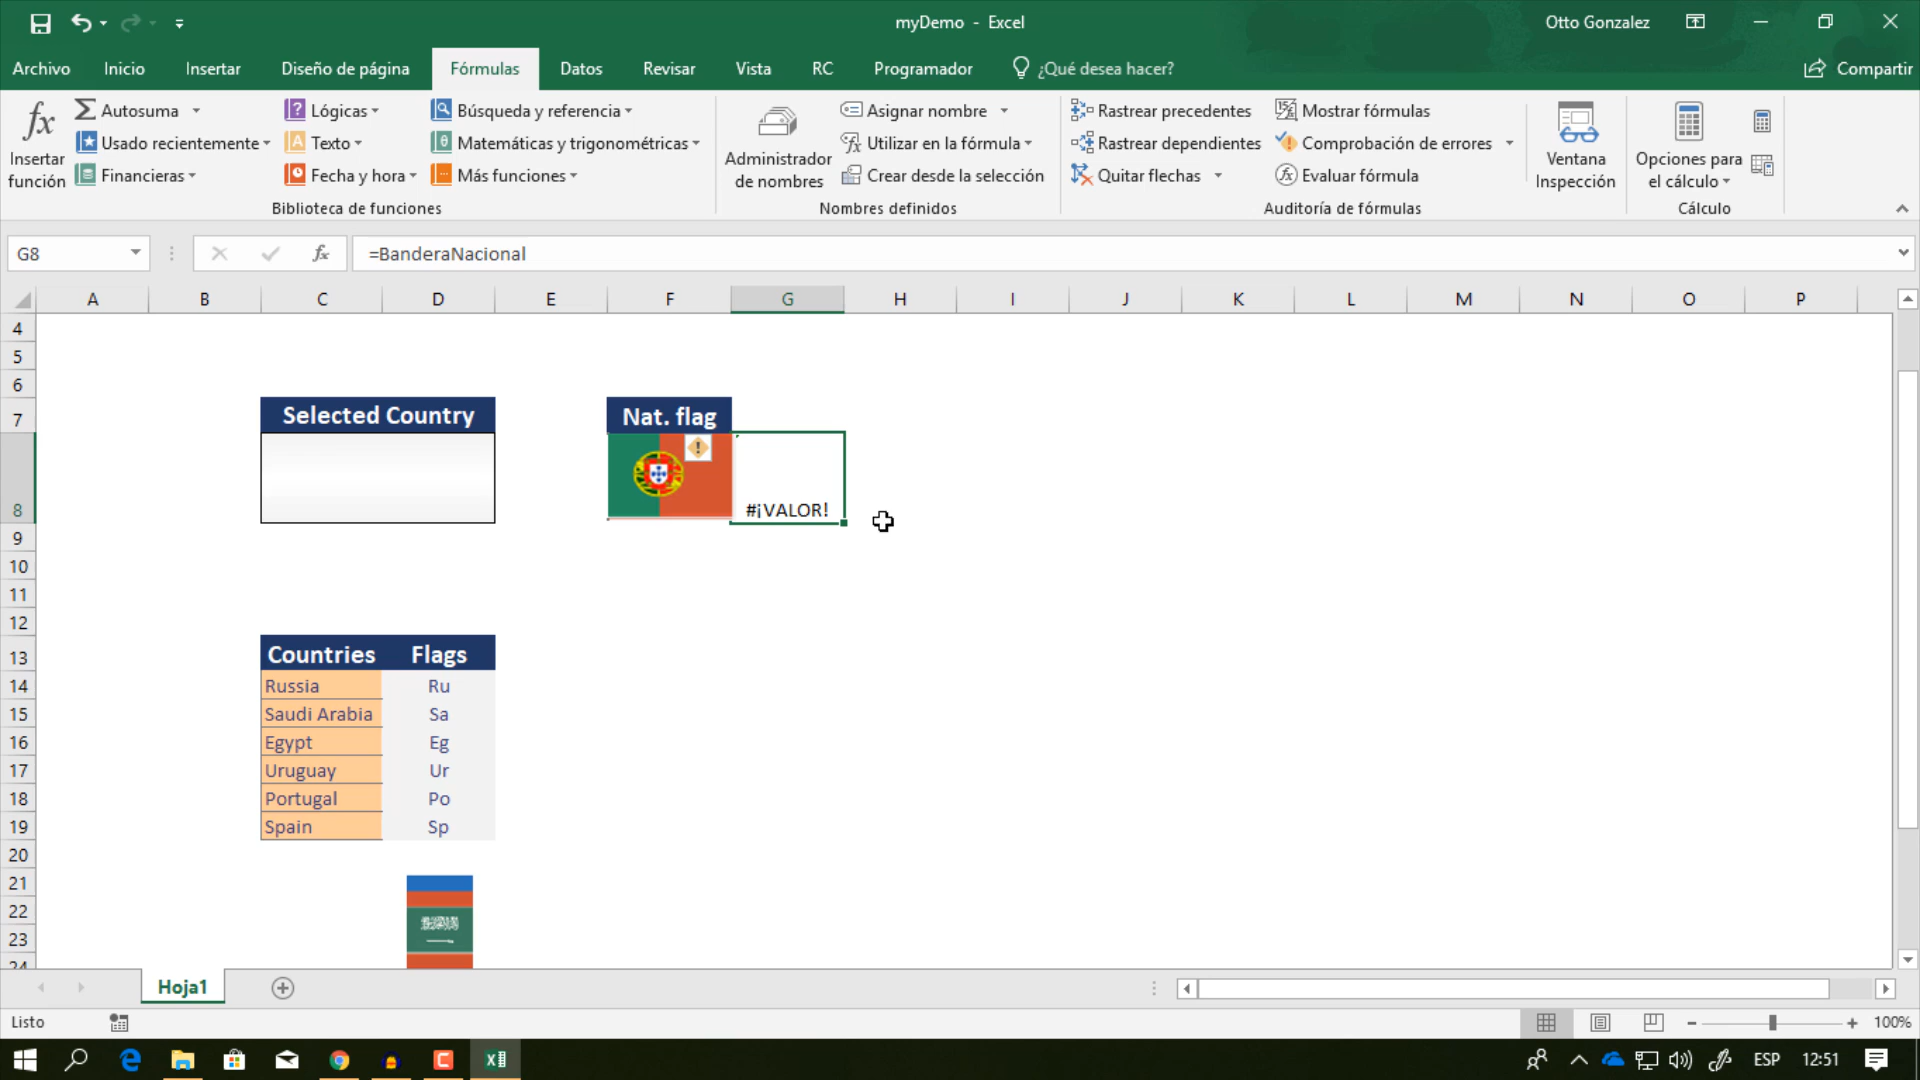 myDemo - Excel
Otto Gonzalez
Archivo Inicio Insertar Diseño de página Fórmulas Datos Revisar Vista RC Programador ¿Qué desea hacer? Compartir
fx Insertar función
Autosuma
Usado recientemente
Financieras
Lógicas
Texto
Fecha y hora
Búsqueda y referencia
Matemáticas y trigonométricas
Más funciones
Biblioteca de funciones
Administrador de nombres
Asignar nombre
Utilizar en la fórmula
Crear desde la selección
Nombres definidos
Rastrear precedentes
Rastrear dependientes
Quitar flechas
Mostrar fórmulas
Comprobación de errores
Evaluar fórmula
Auditoría de fórmulas
Ventana Inspección
Opciones para el cálculo
Cálculo
G8 fx =BanderaNacional
A B C D E F G H I J K L M N O P
4
5
6
7 Selected Country Nat. flag
8 #¡VALOR!
9
10
11
12
13 Countries Flags
14 Russia Ru
15 Saudi Arabia Sa
16 Egypt Eg
17 Uruguay Ur
18 Portugal Po
19 Spain Sp
20
21
22
23
24
Hoja1
Listo 100%
ESP 12:51